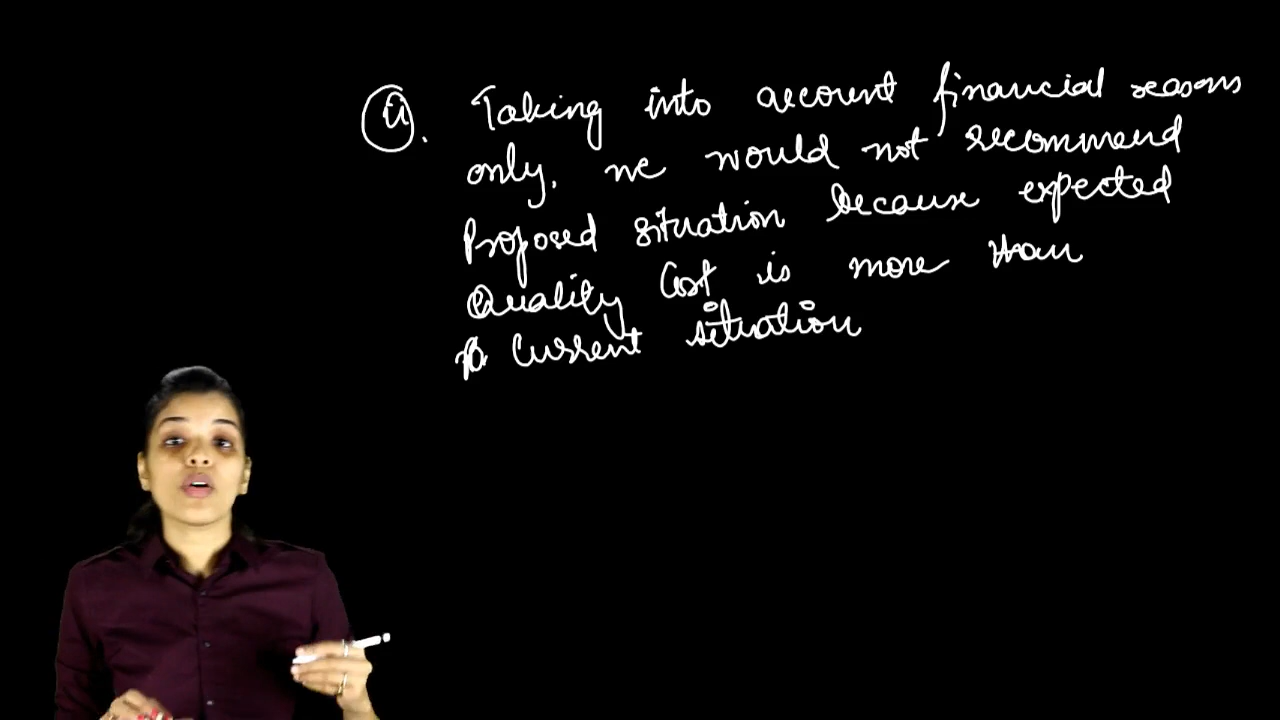 ii. Taking into account financial reasons
only, we would not recommend
Proposed situation because expected
Quality Cost is more than
Current situation